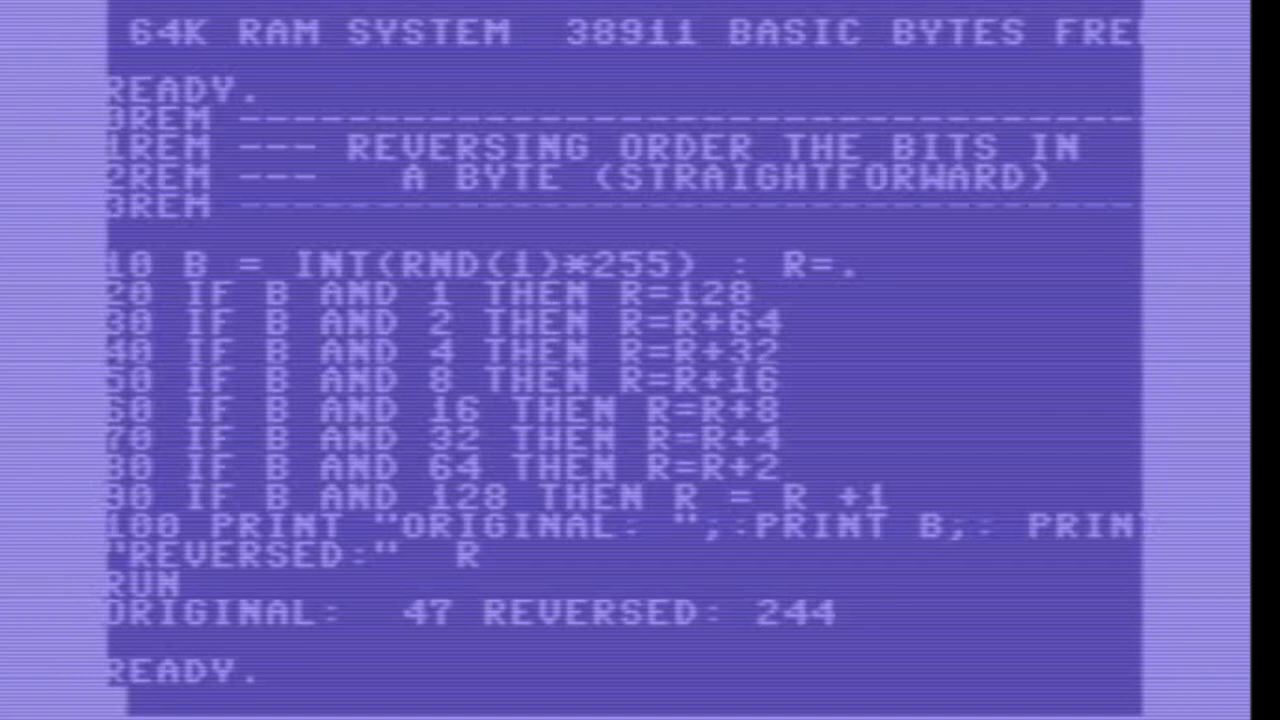 64K RAM SYSTEM  38911 BASIC BYTES FREE
READY.
0REM ----------------------------------
1REM --- REVERSING ORDER THE BITS IN
2REM ---   A BYTE (STRAIGHTFORWARD)
3REM ----------------------------------
10 B = INT(RND(1)*255) : R=.
20 IF B AND 1 THEN R=128
30 IF B AND 2 THEN R=R+64
40 IF B AND 4 THEN R=R+32
50 IF B AND 8 THEN R=R+16
60 IF B AND 16 THEN R=R+8
70 IF B AND 32 THEN R=R+4
80 IF B AND 64 THEN R=R+2
90 IF B AND 128 THEN R = R +1
100 PRINT "ORIGINAL: ";:PRINT B;: PRINT
"REVERSED:"  R
RUN
ORIGINAL:  47 REVERSED: 244
READY.